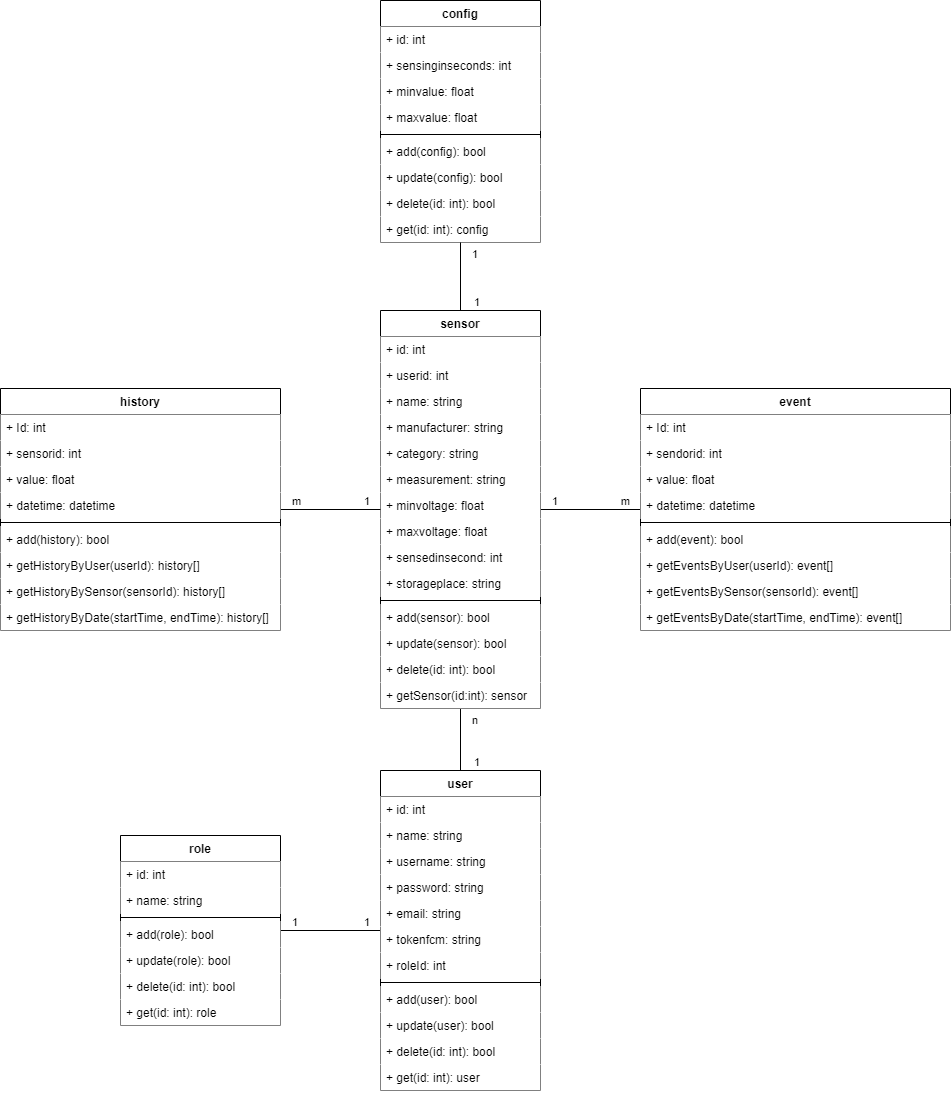 config
+ id: int
+ sensinginseconds: int
+ minvalue: float
+ maxvalue: float
+ add(config): bool
+ update(config): bool
+ delete(id: int): bool
+ get(id: int): config
1
1
sensor
+ id: int
+ userid: int
+ name: string
+ manufacturer: string
+ category: string
+ measurement: string
+ minvoltage: float
+ maxvoltage: float
+ sensedinsecond: int
+ storageplace: string
+ add(sensor): bool
+ update(sensor): bool
+ delete(id: int): bool
+ getSensor(id:int): sensor
history
+ Id: int
+ sensorid: int
+ value: float
+ datetime: datetime
+ add(history): bool
+ getHistoryByUser(userId): history[]
+ getHistoryBySensor(sensorId): history[]
+ getHistoryByDate(startTime, endTime): history[]
m
1
1
m
event
+ Id: int
+ sendorid: int
+ value: float
+ datetime: datetime
+ add(event): bool
+ getEventsByUser(userId): event[]
+ getEventsBySensor(sensorId): event[]
+ getEventsByDate(startTime, endTime): event[]
n
1
user
+ id: int
+ name: string
+ username: string
+ password: string
+ email: string
+ tokenfcm: string
+ roleId: int
+ add(user): bool
+ update(user): bool
+ delete(id: int): bool
+ get(id: int): user
role
+ id: int
+ name: string
+ add(role): bool
+ update(role): bool
+ delete(id: int): bool
+ get(id: int): role
1
1